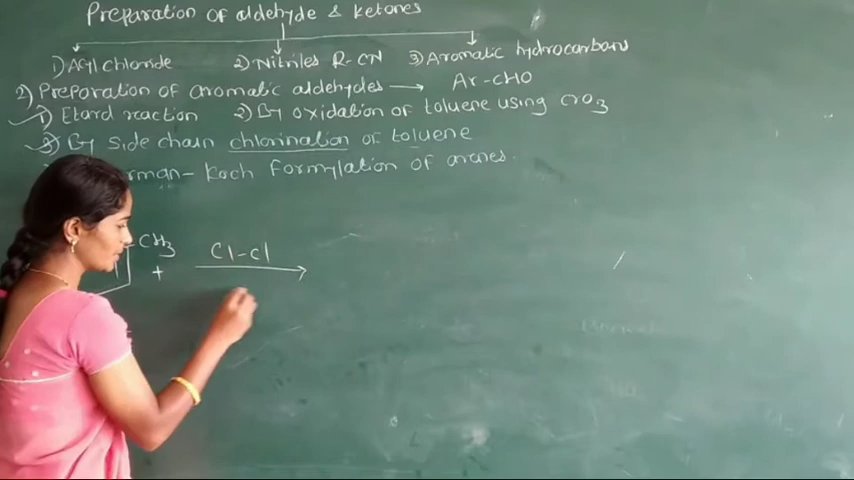 Preparation of aldehyde & ketones
1) Acyl chloride 2) Nitriles R-CN 3) Aromatic hydrocarbons
2) Preparation of aromatic aldehydes → Ar-CHO
1) Etard reaction 2) By oxidation of toluene using CrO3
3) By side chain chlorination of toluene
Koch Formylation of arenes.
CH3 Cl-Cl
+